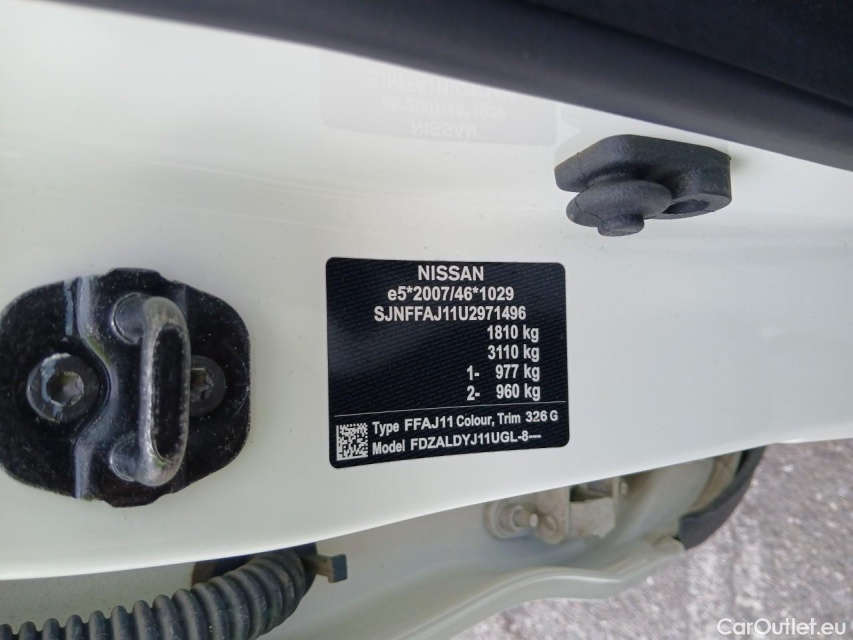 NISSAN
e5*2007/46*1029
SJNFFAJ11U2971496
1810 kg
3110 kg
1- 977 kg
2- 960 kg
Type FFAJ11 Colour, Trim 326 G
Model FDZALDYJ11UGL-8---
CarOutlet.eu